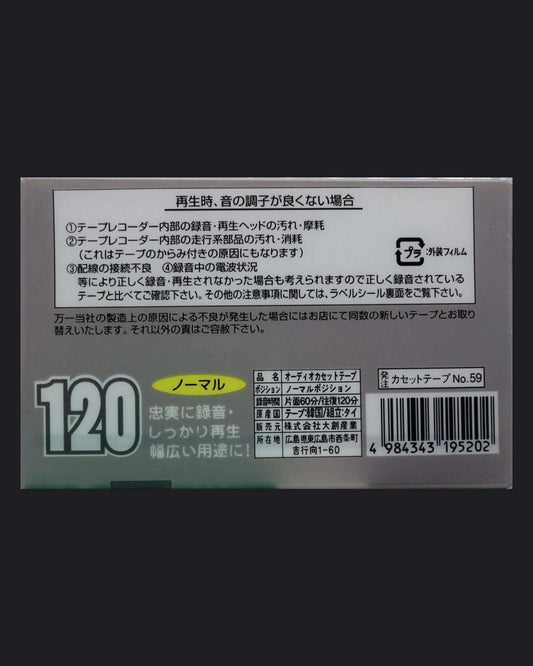 再生時、音の調子が良くない場合
①テープレコーダー内部の録音・再生ヘッドの汚れ・摩耗
②テープレコーダー内部の走行系部品の汚れ・消耗
(これはテープのからみ付きの原因にもなります)
③配線の接続不良 ④録音中の電波状況
等により正しく録音・再生されなかった場合も考えられますので正しく録音されている
テープと比べてご確認下さい。その他の注意事項に関しては、ラベルシール裏面をご覧下さい。
プラ :外装フィルム
万一当社の製造上の原因による不良が発生した場合にはお店にて同数の新しいテープとお取り
替えいたします。それ以外の責はご容赦下さい。
120
ノーマル
忠実に録音・
しっかり再生
幅広い用途に!
品名 オーディオカセットテープ
ポジション ノーマルポジション
録音時間 片面60分/往復120分
原産国 テープ:韓国/組立:タイ
販売元 株式会社大創産業
所在地 広島県東広島市西条町
吉行向1-60
発注 カセットテープ No.59
4 984343 195202